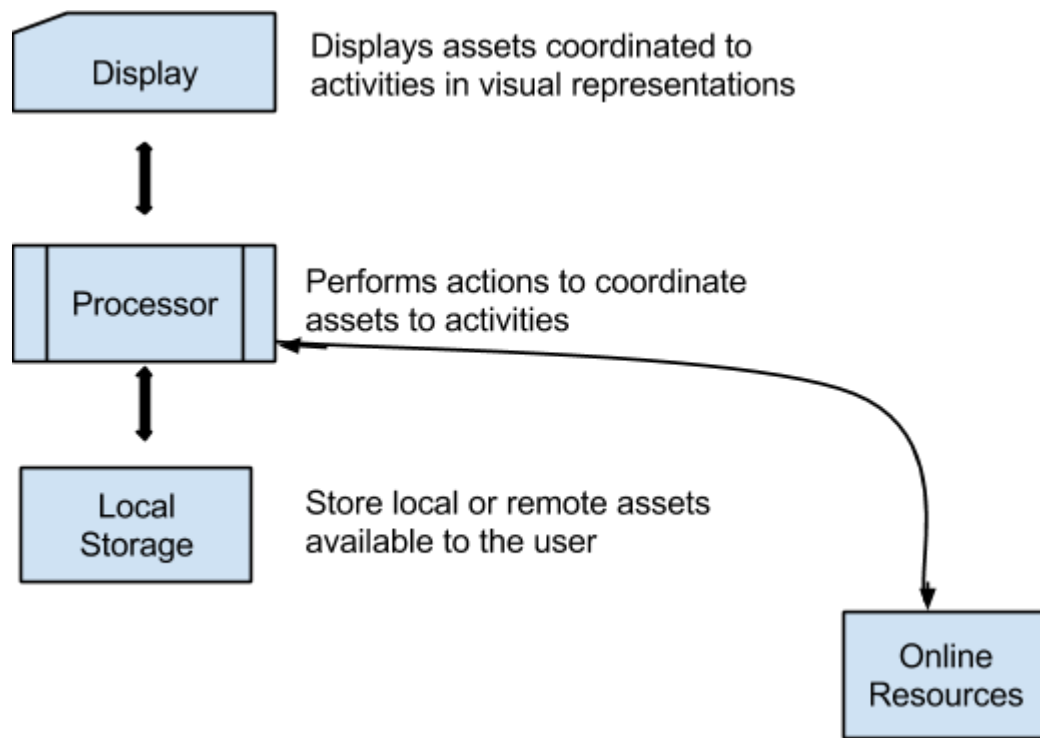 Display
Displays assets coordinated to
activities in visual representations
Processor
Performs actions to coordinate
assets to activities
Local
Storage
Store local or remote assets
available to the user
Online
Resources